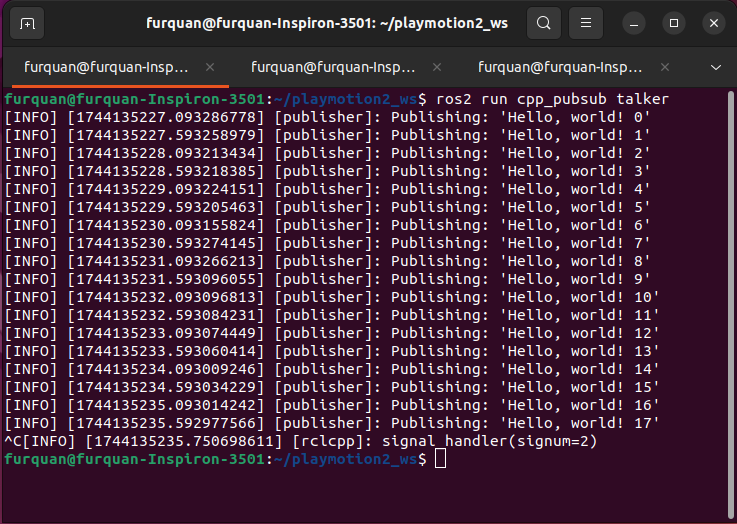 furquan@furquan-Inspiron-3501: ~/playmotion2_ws
furquan@furquan-Insp... × furquan@furquan-Insp... × furquan@furquan-Insp... ×
furquan@furquan-Inspiron-3501:~/playmotion2_ws$ ros2 run cpp_pubsub talker
[INFO] [1744135227.093286778] [publisher]: Publishing: 'Hello, world! 0'
[INFO] [1744135227.593258979] [publisher]: Publishing: 'Hello, world! 1'
[INFO] [1744135228.093213434] [publisher]: Publishing: 'Hello, world! 2'
[INFO] [1744135228.593218385] [publisher]: Publishing: 'Hello, world! 3'
[INFO] [1744135229.093224151] [publisher]: Publishing: 'Hello, world! 4'
[INFO] [1744135229.593205463] [publisher]: Publishing: 'Hello, world! 5'
[INFO] [1744135230.093155824] [publisher]: Publishing: 'Hello, world! 6'
[INFO] [1744135230.593274145] [publisher]: Publishing: 'Hello, world! 7'
[INFO] [1744135231.093266213] [publisher]: Publishing: 'Hello, world! 8'
[INFO] [1744135231.593096055] [publisher]: Publishing: 'Hello, world! 9'
[INFO] [1744135232.093096813] [publisher]: Publishing: 'Hello, world! 10'
[INFO] [1744135232.593084231] [publisher]: Publishing: 'Hello, world! 11'
[INFO] [1744135233.093074449] [publisher]: Publishing: 'Hello, world! 12'
[INFO] [1744135233.593060414] [publisher]: Publishing: 'Hello, world! 13'
[INFO] [1744135234.093009246] [publisher]: Publishing: 'Hello, world! 14'
[INFO] [1744135234.593034229] [publisher]: Publishing: 'Hello, world! 15'
[INFO] [1744135235.093014242] [publisher]: Publishing: 'Hello, world! 16'
[INFO] [1744135235.592977566] [publisher]: Publishing: 'Hello, world! 17'
^C[INFO] [1744135235.750698611] [rclcpp]: signal_handler(signum=2)
furquan@furquan-Inspiron-3501:~/playmotion2_ws$